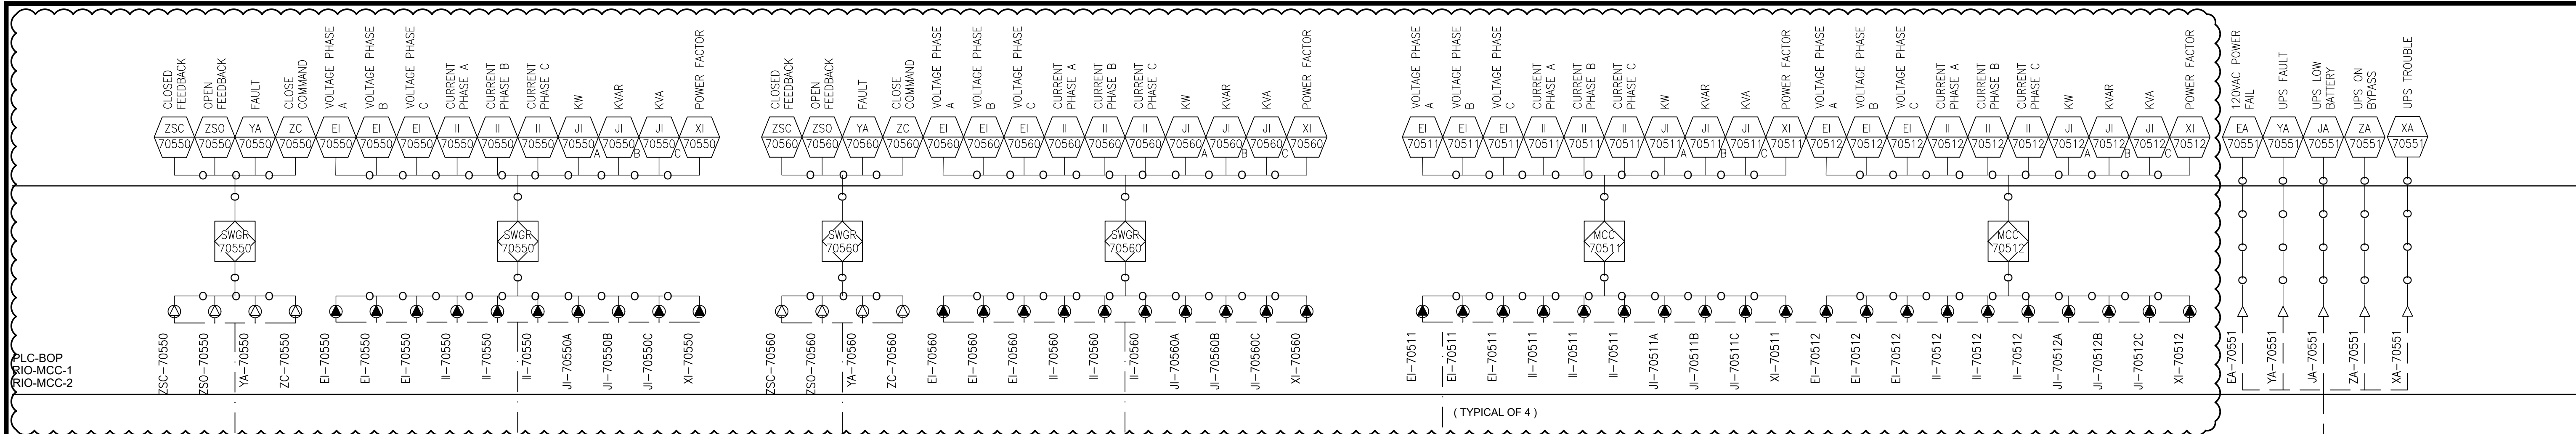 CLOSED
FEEDBACK
OPEN
FEEDBACK
FAULT
CLOSE
COMMAND
VOLTAGE PHASE
A
VOLTAGE PHASE
B
VOLTAGE PHASE
C
CURRENT
PHASE A
CURRENT
PHASE B
CURRENT
PHASE C
KW
KVAR
KVA
POWER FACTOR
CLOSED
FEEDBACK
OPEN
FEEDBACK
FAULT
CLOSE
COMMAND
VOLTAGE PHASE
A
VOLTAGE PHASE
B
VOLTAGE PHASE
C
CURRENT
PHASE A
CURRENT
PHASE B
CURRENT
PHASE C
KW
KVAR
KVA
POWER FACTOR
VOLTAGE PHASE
A
VOLTAGE PHASE
B
VOLTAGE PHASE
C
CURRENT
PHASE A
CURRENT
PHASE B
CURRENT
PHASE C
KW
KVAR
KVA
POWER FACTOR
VOLTAGE PHASE
A
VOLTAGE PHASE
B
VOLTAGE PHASE
C
CURRENT
PHASE A
CURRENT
PHASE B
CURRENT
PHASE C
KW
KVAR
KVA
POWER FACTOR
120VAC POWER
FAIL
UPS FAULT
UPS LOW
BATTERY
UPS ON
BYPASS
UPS TROUBLE
ZSC ZSO YA ZC EI EI EI II II II JI JI JI XI
70550 70550 70550 70550 70550 70550 70550 70550 70550 70550 70550 70550 70550 70550
A B C
ZSC ZSO YA ZC EI EI EI II II II JI JI JI XI
70560 70560 70560 70560 70560 70560 70560 70560 70560 70560 70560 70560 70560 70560
A B C
EI EI EI II II II JI JI JI XI
70511 70511 70511 70511 70511 70511 70511 70511 70511 70511
A B C
EI EI EI II II II JI JI JI XI
70512 70512 70512 70512 70512 70512 70512 70512 70512 70512
A B C
EA YA JA ZA XA
70551 70551 70551 70551 70551
SWGR
70550
SWGR
70550
SWGR
70560
SWGR
70560
MCC
70511
MCC
70512
PLC-BOP
RIO-MCC-1
RIO-MCC-2
ZSC-70550
ZSO-70550
YA-70550
ZC-70550
EI-70550
EI-70550
EI-70550
II-70550
II-70550
II-70550
JI-70550A
JI-70550B
JI-70550C
XI-70550
ZSC-70560
ZSO-70560
YA-70560
ZC-70560
EI-70560
EI-70560
EI-70560
II-70560
II-70560
II-70560
JI-70560A
JI-70560B
JI-70560C
XI-70560
EI-70511
EI-70511
EI-70511
II-70511
II-70511
II-70511
JI-70511A
JI-70511B
JI-70511C
XI-70511
EI-70512
EI-70512
EI-70512
II-70512
II-70512
II-70512
JI-70512A
JI-70512B
JI-70512C
XI-70512
EA-70551
YA-70551
JA-70551
ZA-70551
XA-70551
( TYPICAL OF 4 )